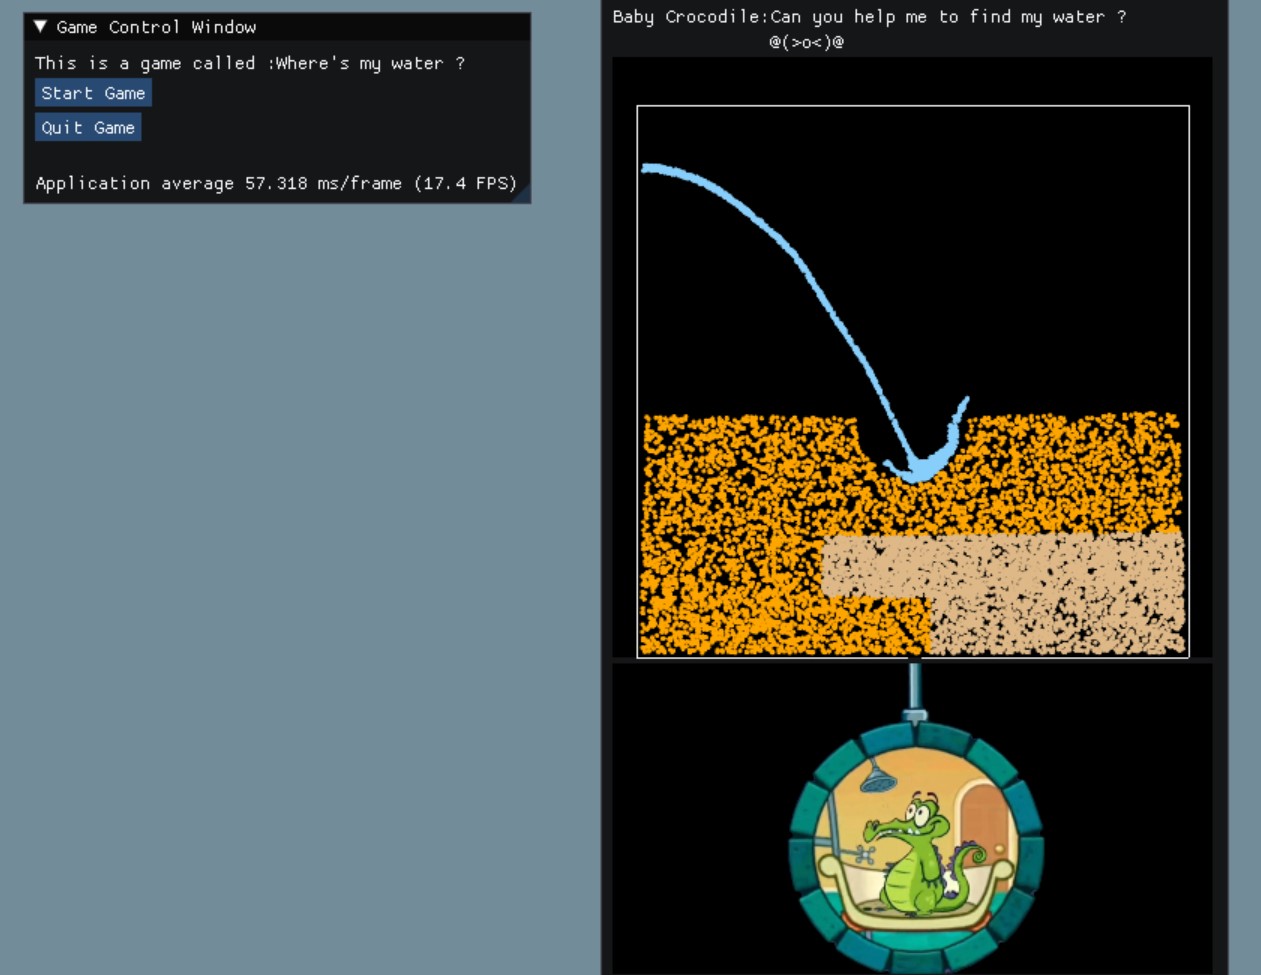 Game Control Window
This is a game called :Where's my water ?
Start Game
Quit Game
Application average 57.318 ms/frame (17.4 FPS)
Baby Crocodile:Can you help me to find my water ?
@(>o<)@